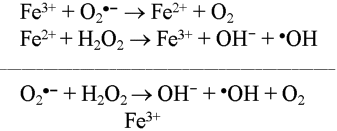 Fe³⁺ + O₂•⁻ → Fe²⁺ + O₂
Fe²⁺ + H₂O₂ → Fe³⁺ + OH⁻ + •OH
O₂•⁻ + H₂O₂ → OH⁻ + •OH + O₂
Fe³⁺